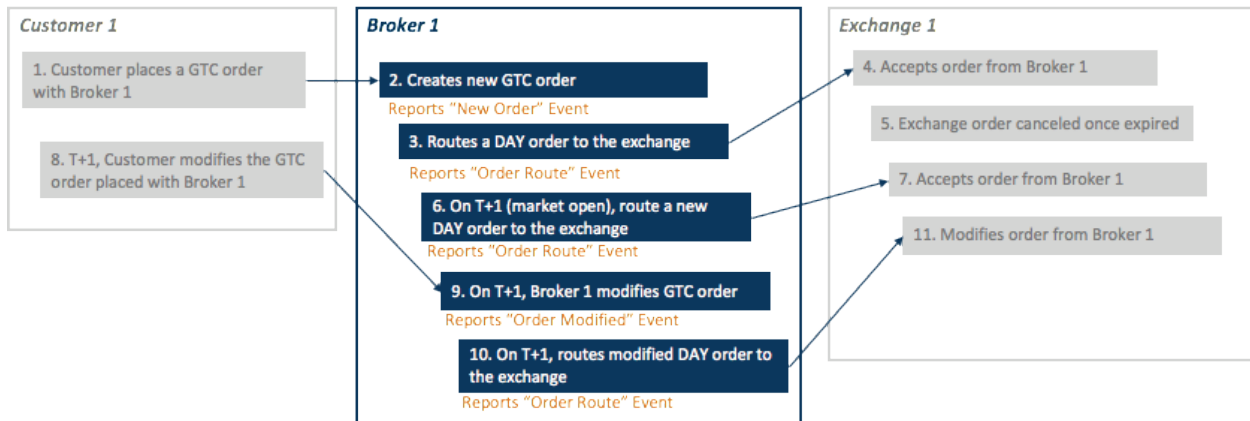 Customer 1
1. Customer places a GTC order
with Broker 1
8. T+1, Customer modifies the GTC
order placed with Broker 1
Broker 1
2. Creates new GTC order
Reports "New Order" Event
3. Routes a DAY order to the exchange
Reports "Order Route" Event
6. On T+1 (market open), route a new
DAY order to the exchange
Reports "Order Route" Event
9. On T+1, Broker 1 modifies GTC order
Reports "Order Modified" Event
10. On T+1, routes modified DAY order to
the exchange
Reports "Order Route" Event
Exchange 1
4. Accepts order from Broker 1
5. Exchange order canceled once expired
7. Accepts order from Broker 1
11. Modifies order from Broker 1